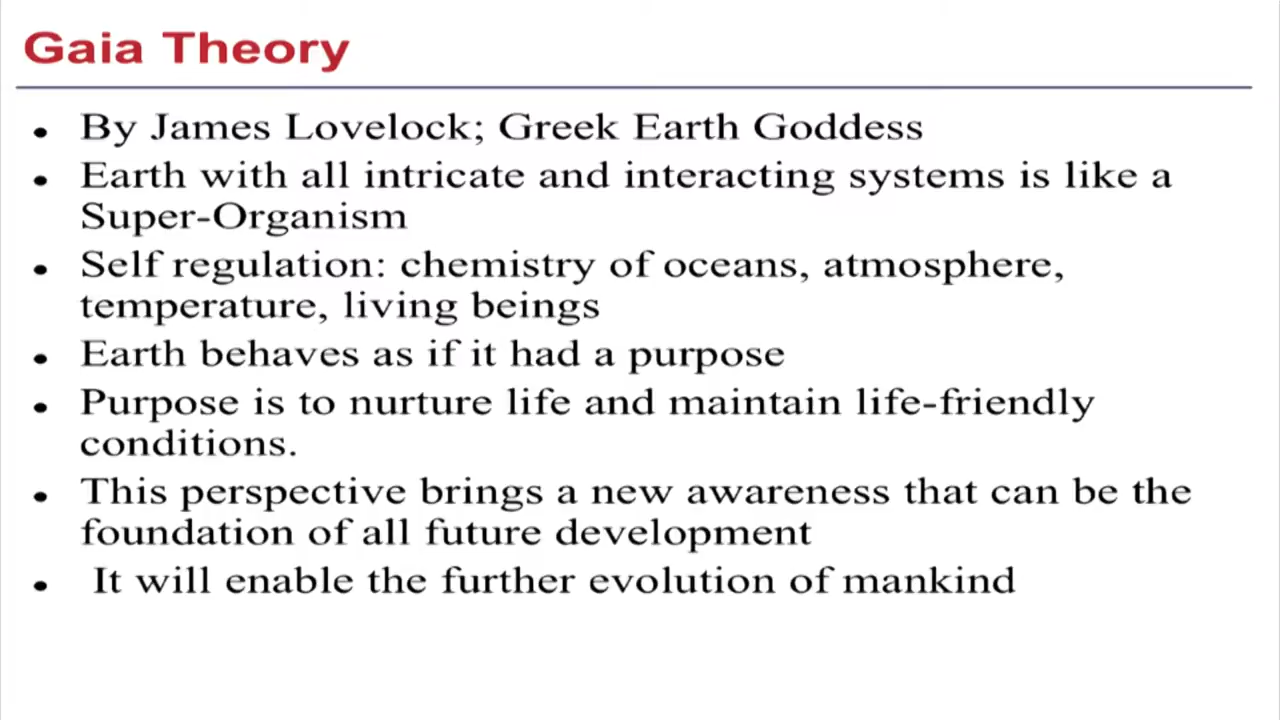 Gaia Theory
• By James Lovelock; Greek Earth Goddess
• Earth with all intricate and interacting systems is like a
Super-Organism
• Self regulation: chemistry of oceans, atmosphere,
temperature, living beings
• Earth behaves as if it had a purpose
• Purpose is to nurture life and maintain life-friendly
conditions.
• This perspective brings a new awareness that can be the
foundation of all future development
• It will enable the further evolution of mankind